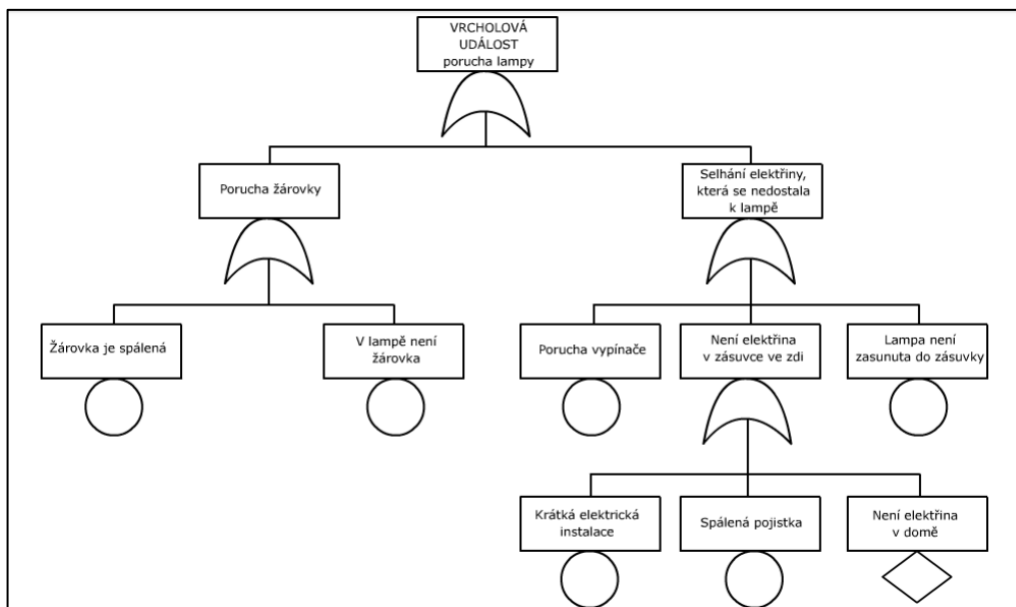 VRCHOLOVÁ
UDÁLOST
porucha lampy
Porucha žárovky
Selhání elektřiny,
která se nedostala
k lampě
Žárovka je spálená
V lampě není
žárovka
Porucha vypínače
Není elektřina
v zásuvce ve zdi
Lampa není
zasunuta do zásuvky
Krátká elektrická
instalace
Spálená pojistka
Není elektřina
v domě